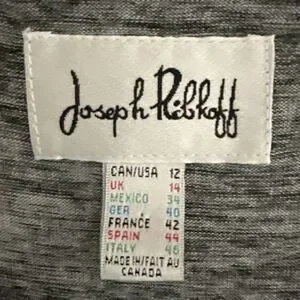 Joseph Ribkoff
CAN/USA 12
UK 14
MEXICO 34
GER 40
FRANCE 42
SPAIN 44
ITALY 46
MADE IN/FAIT AU
CANADA